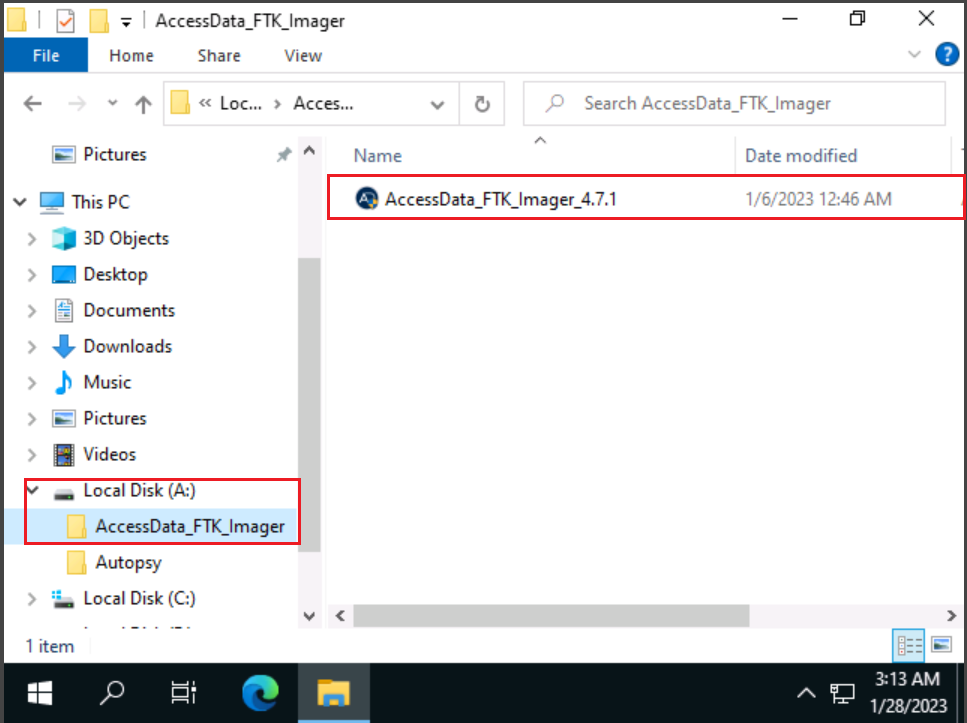 AccessData_FTK_Imager
File Home Share View
« Loc... › Acces... Search AccessData_FTK_Imager
Pictures
This PC
3D Objects
Desktop
Documents
Downloads
Music
Pictures
Videos
Local Disk (A:)
AccessData_FTK_Imager
Autopsy
Local Disk (C:)
Name Date modified
AccessData_FTK_Imager_4.7.1 1/6/2023 12:46 AM
1 item
3:13 AM
1/28/2023